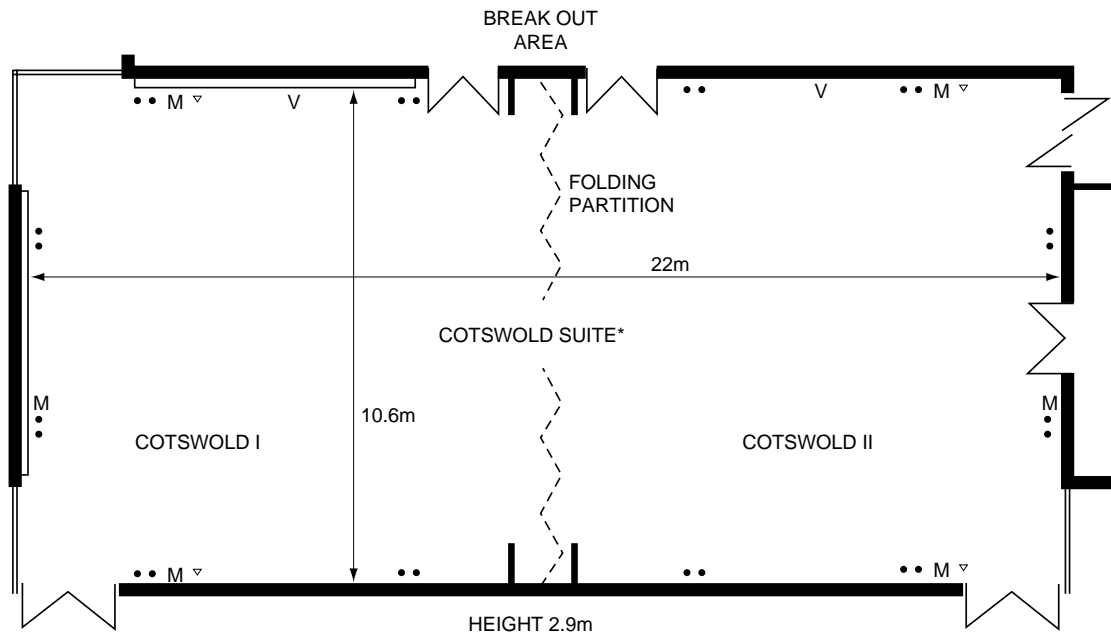 BREAK OUT
AREA
M V
V M
FOLDING
PARTITION
22m
COTSWOLD SUITE*
M
10.6m
M
COTSWOLD I
COTSWOLD II
M
M
HEIGHT 2.9m